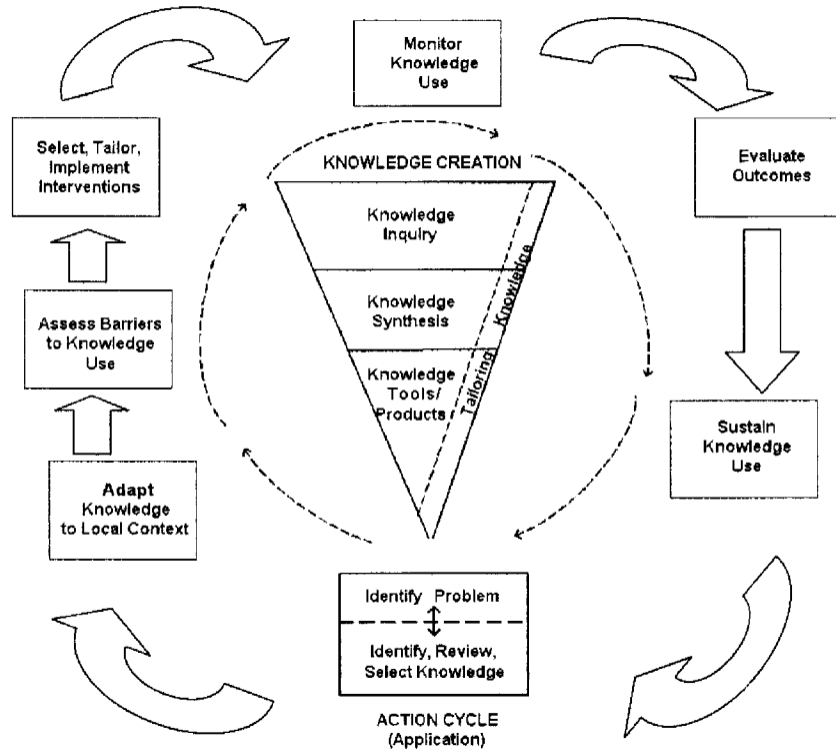 Monitor
Knowledge
Use
Select, Tailor,
Implement
Interventions
Evaluate
Outcomes
KNOWLEDGE CREATION
Knowledge
Inquiry
Knowledge
Synthesis
Knowledge
Tools/
Products
Tailoring Knowledge
Assess Barriers
to Knowledge
Use
Sustain
Knowledge
Use
Adapt
Knowledge
to Local Context
Identify Problem
Identify, Review,
Select Knowledge
ACTION CYCLE
(Application)